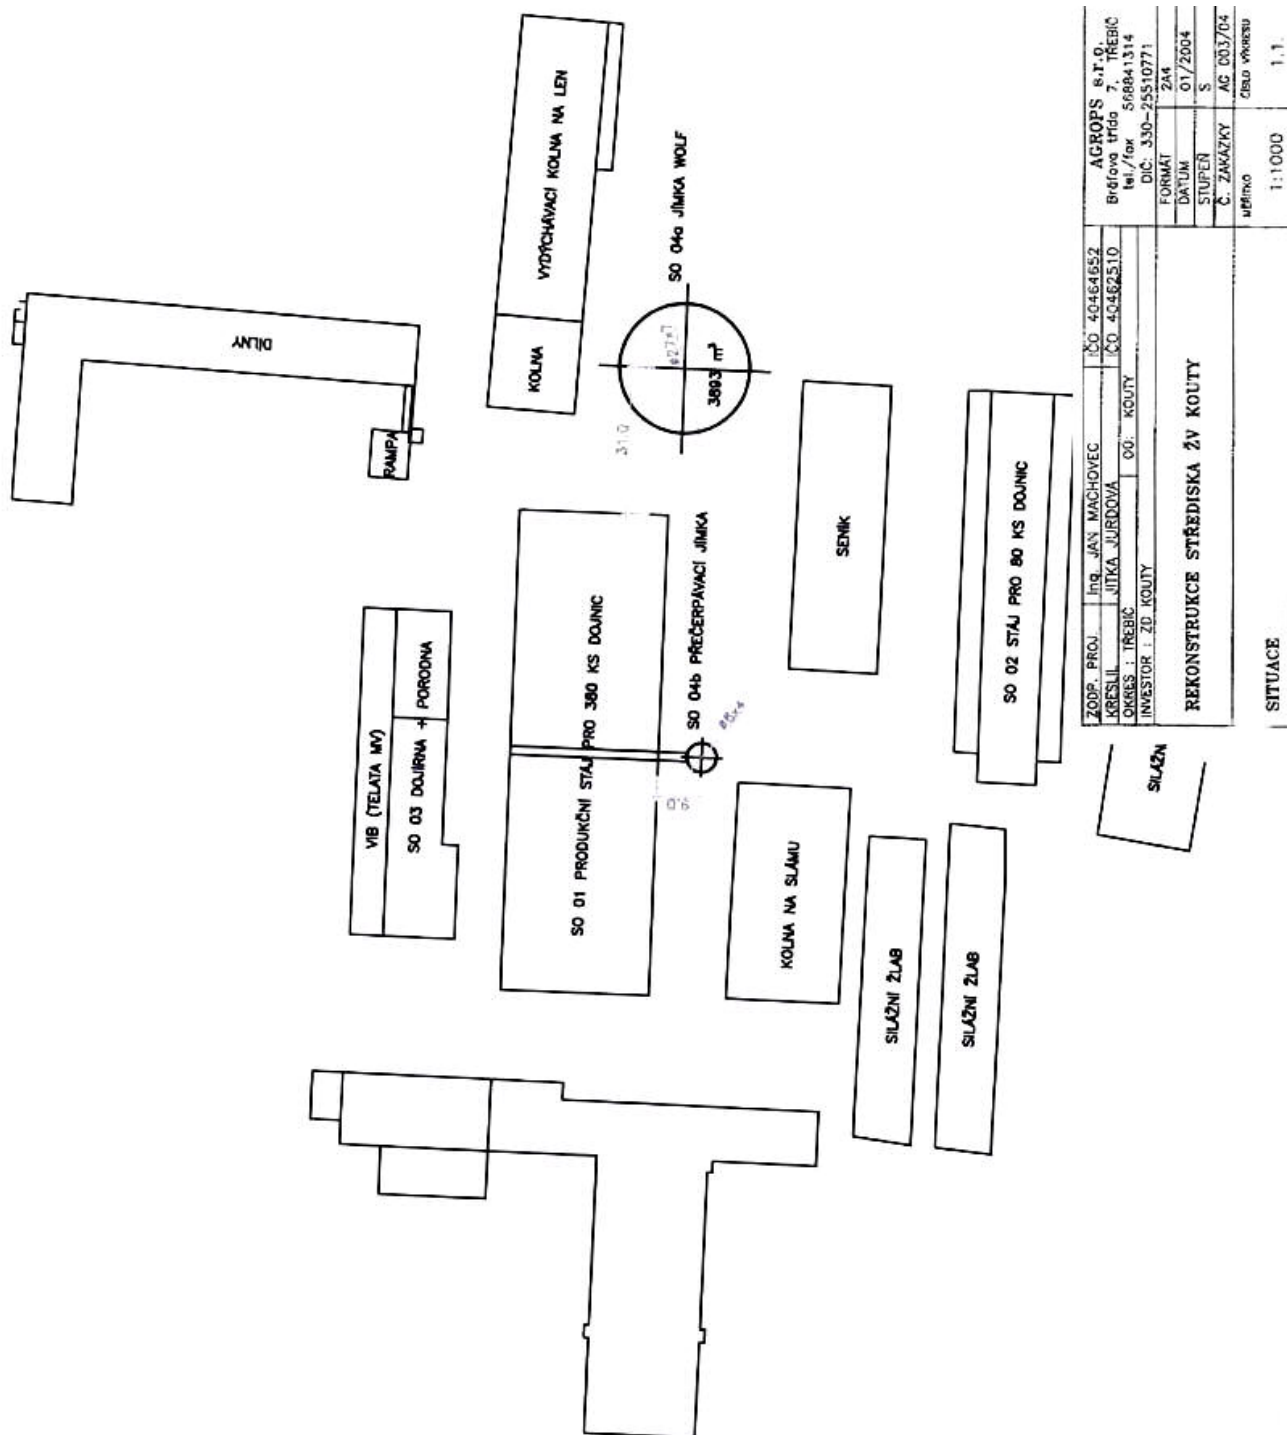 VYDÝCHÁVACÍ KOLNA NA LEN
KOLNA
DÍLNY
RAMPA
SO 04a JÍMKA WOLF
3893 m³
31.0
SENÍK
SO 02 STÁJ PRO 80 KS DOJNIC
SO 01 PRODUKČNÍ STÁJ PRO 380 KS DOJNIC
SO 04b PŘEČERPÁVACÍ JÍMKA
9.0
VIB (TELATA MV)
SO 03 DOJÍRNA + PORODNA
KOLNA NA SLÁMU
SILÁŽNÍ ŽLAB
SILÁŽNÍ ŽLAB
SILÁŽN
ZODP. PROJ. Ing. JAN MACHOVEC IČO 40464652
KRESLIL JITKA JURDOVÁ IČO 40462510
OKRES : TŘEBÍČ OÚ: KOUTY
INVESTOR : ZD KOUTY
REKONSTRUKCE STŘEDISKA ŽV KOUTY
SITUACE
AGROPS s.r.o.
Bráfova třída 7, TŘEBÍČ
tel./fax 568841314
DIČ: 330-25510771
FORMÁT 2A4
DATUM 01/2004
STUPEŇ S
Č. ZAKÁZKY AG 003/04
MĚŘÍTKO ČÍSLO VÝKRESU
1:1000 1.1.